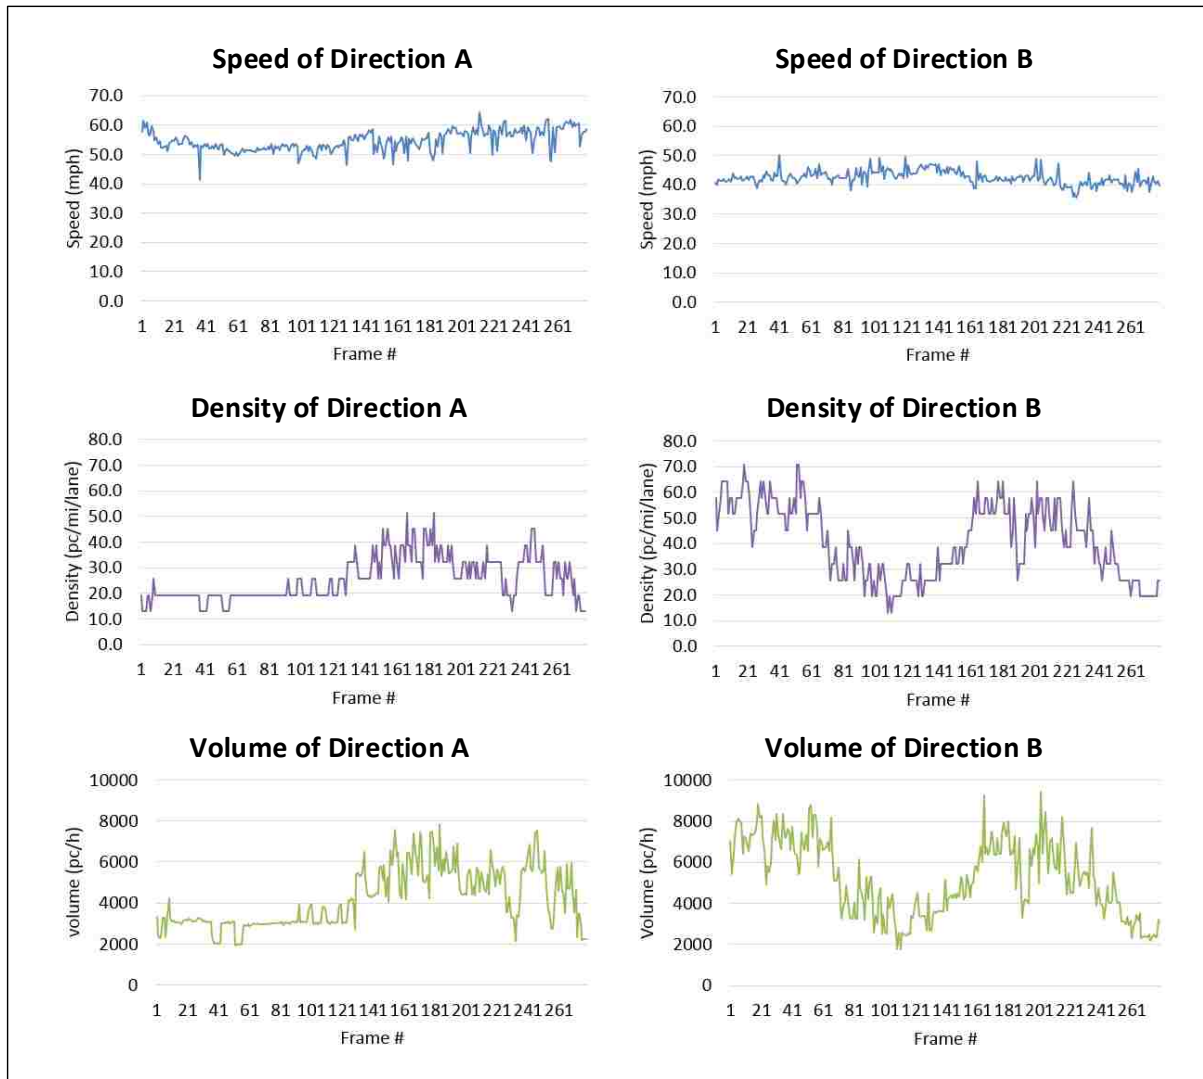 Speed of Direction A
Speed (mph)
70.0
60.0
50.0
40.0
30.0
20.0
10.0
0.0
1 21 41 61 81 101 121 141 161 181 201 221 241 261
Frame #
Speed of Direction B
Speed (mph)
70.0
60.0
50.0
40.0
30.0
20.0
10.0
0.0
1 21 41 61 81 101 121 141 161 181 201 221 241 261
Frame #
Density of Direction A
Density (pc/mi/lane)
80.0
70.0
60.0
50.0
40.0
30.0
20.0
10.0
0.0
1 21 41 61 81 101 121 141 161 181 201 221 241 261
Frame #
Density of Direction B
Density (pc/mi/lane)
80.0
70.0
60.0
50.0
40.0
30.0
20.0
10.0
0.0
1 21 41 61 81 101 121 141 161 181 201 221 241 261
Frame #
Volume of Direction A
volume (pc/h)
10000
8000
6000
4000
2000
0
1 21 41 61 81 101 121 141 161 181 201 221 241 261
Frame #
Volume of Direction B
Volume (pc/h)
10000
8000
6000
4000
2000
0
1 21 41 61 81 101 121 141 161 181 201 221 241 261
Frame #